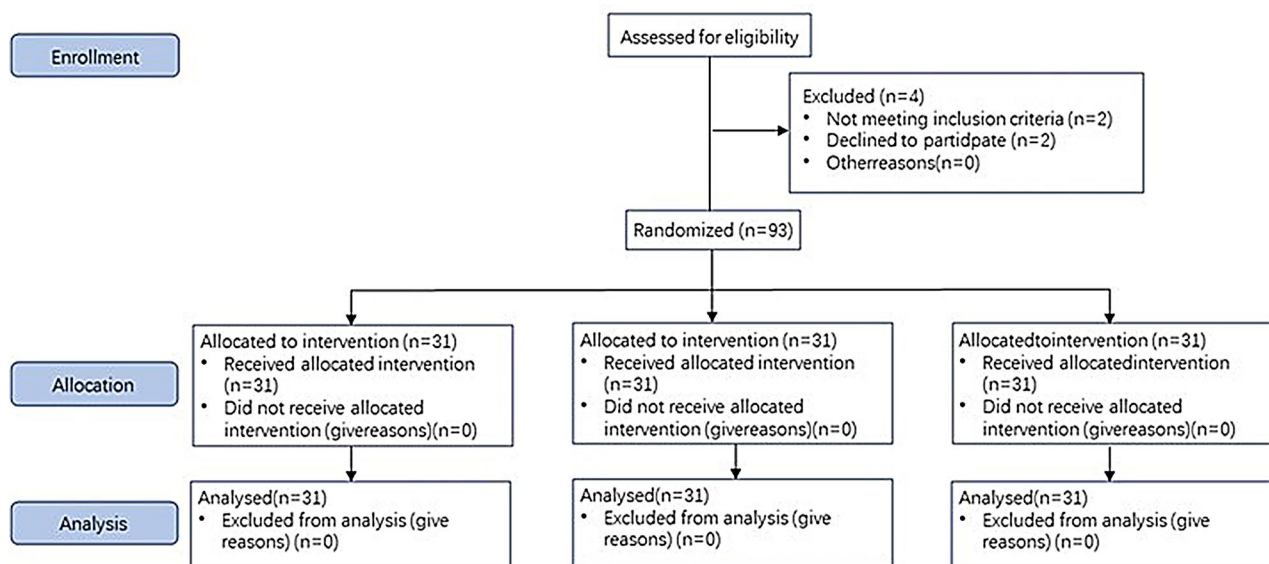 Enrollment
Assessed for eligibility
Excluded (n=4)
• Not meeting inclusion criteria (n=2)
• Declined to partidpate (n=2)
• Otherreasons(n=0)
Randomized (n=93)
Allocation
Allocated to intervention (n=31)
• Received allocated intervention
(n=31)
• Did not receive allocated
intervention (givereasons)(n=0)
Allocated to intervention (n=31)
• Received allocated intervention
(n=31)
• Did not receive allocated
intervention (givereasons)(n=0)
Allocatedtointervention (n=31)
• Received allocatedintervention
(n=31)
• Did not receive allocated
intervention (givereasons)(n=0)
Analysis
Analysed(n=31)
• Excluded from analysis (give
reasons) (n=0)
Analysed(n=31)
• Excluded from analysis (give
reasons) (n=0)
Analysed(n=31)
• Excluded from analysis (give
reasons) (n=0)